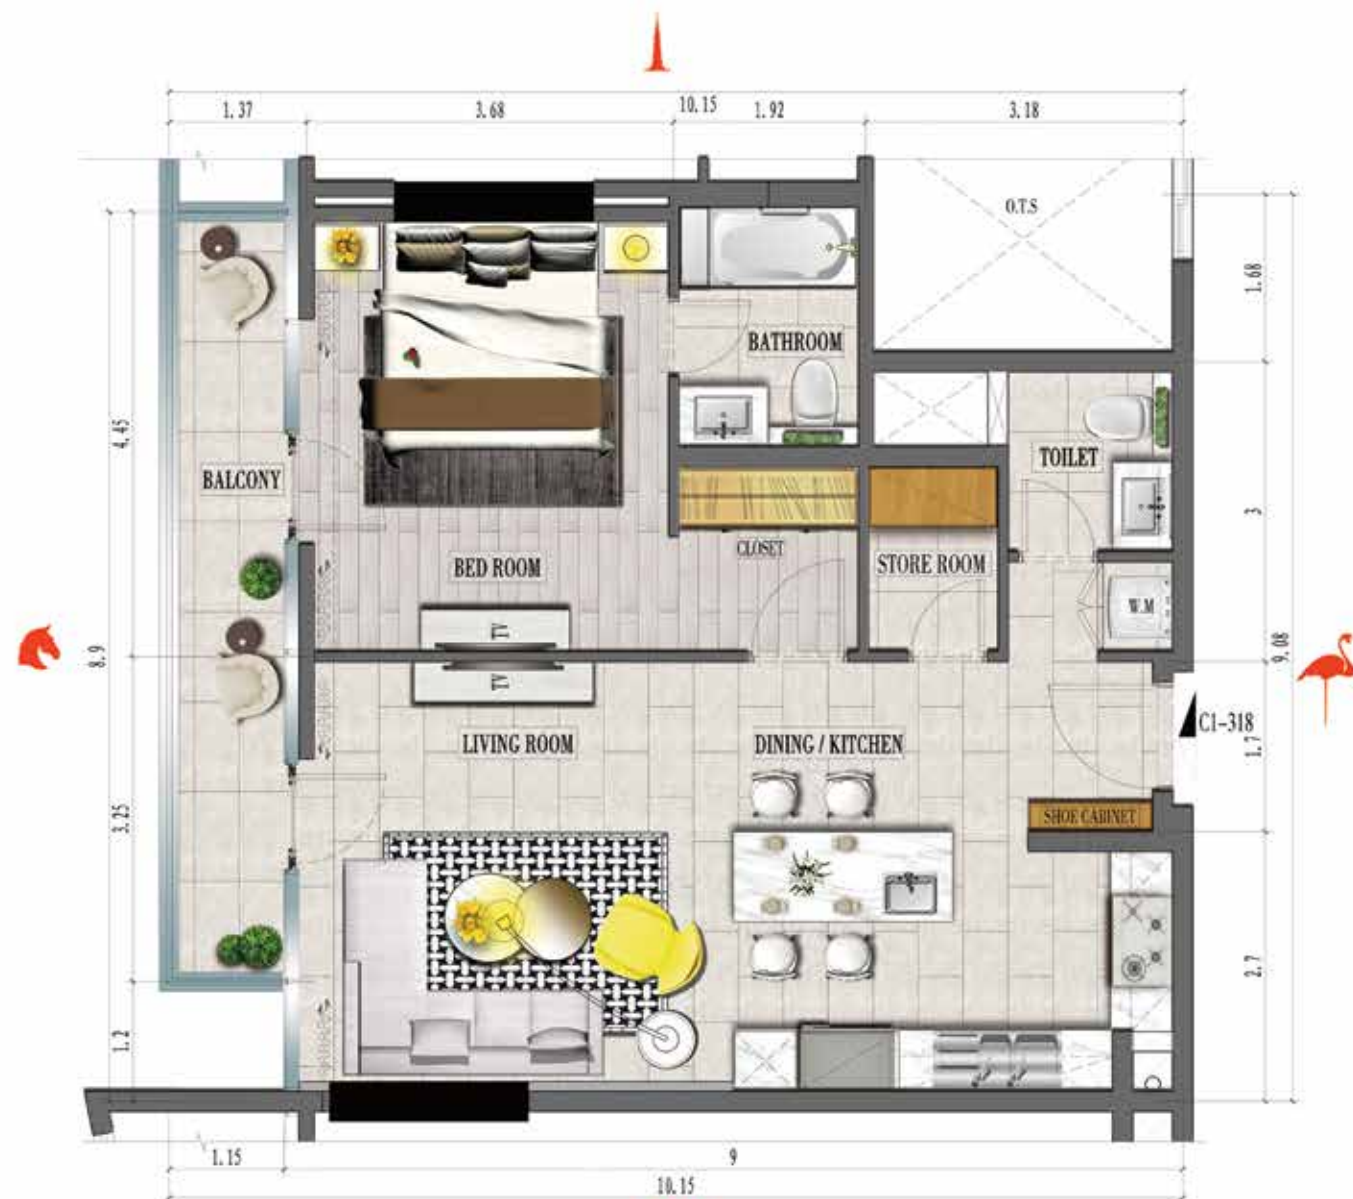 10.15
1.37
3.68
1.92
3.18
O.T.S
1.68
BATHROOM
4.45
BALCONY
TOILET
3
CLOSET
BED ROOM
STORE ROOM
W.M
TV
8.9
9.08
TV
C1-318
LIVING ROOM
DINING / KITCHEN
1.7
3.25
SHOE CABINET
2.7
1.2
1.15
9
10.15